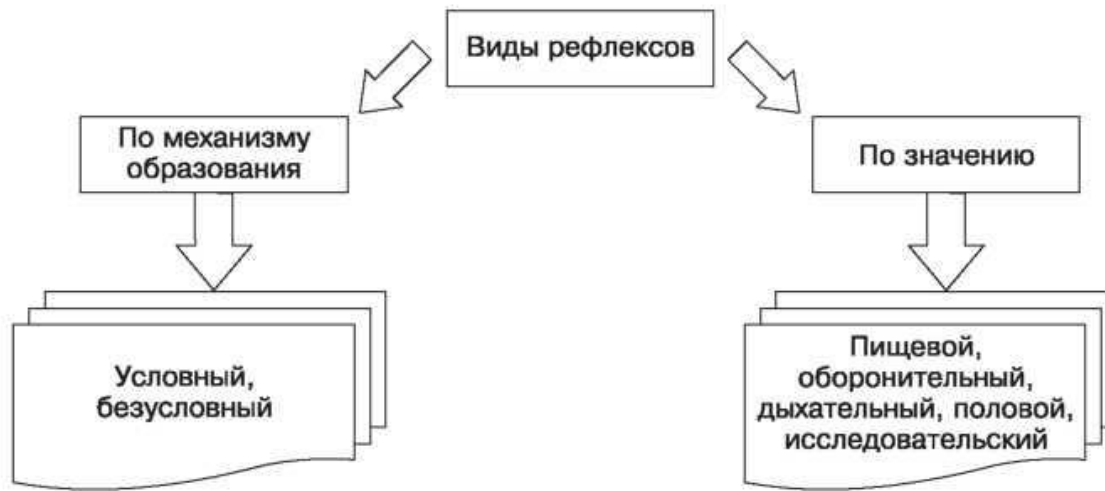 Виды рефлексов
По механизму
образования
По значению
Условный,
безусловный
Пищевой,
оборонительный,
дыхательный, половой,
исследовательский